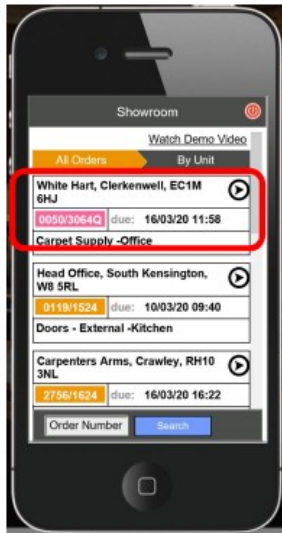 Showroom
Watch Demo Video
All Orders By Unit
White Hart, Clerkenwell, EC1M
6HJ
0050/3064Q due: 16/03/20 11:58
Carpet Supply -Office
Head Office, South Kensington,
W8 5RL
0119/1524 due: 10/03/20 09:40
Doors - External -Kitchen
Carpenters Arms, Crawley, RH10
3NL
2756/1624 due: 16/03/20 16:22
Order Number Search